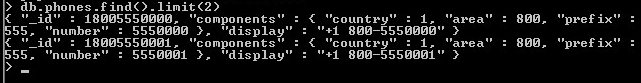 > db.phones.find().limit(2)
{ "_id" : 18005550000, "components" : { "country" : 1, "area" : 800, "prefix" :
555, "number" : 5550000 }, "display" : "+1 800-5550000" }
{ "_id" : 18005550001, "components" : { "country" : 1, "area" : 800, "prefix" :
555, "number" : 5550001 }, "display" : "+1 800-5550001" }
> _